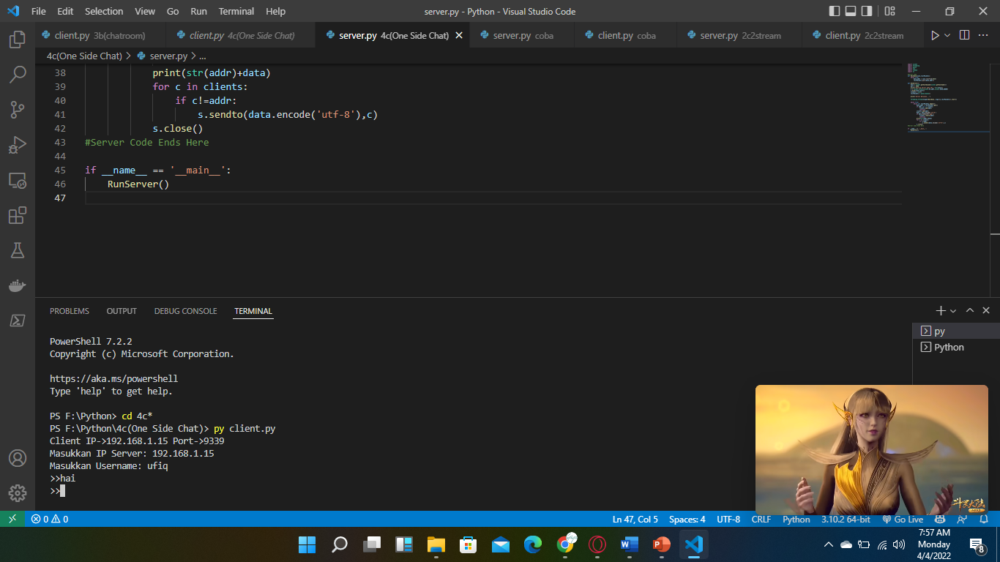 File Edit Selection View Go Run Terminal Help
server.py - Python - Visual Studio Code
client.py 3b(chatroom)
client.py 4c(One Side Chat)
server.py 4c(One Side Chat)
server.py coba
client.py coba
server.py 2c2stream
client.py 2c2stream
4c(One Side Chat) > server.py > ...
38 print(str(addr)+data)
39 for c in clients:
40 if c!=addr:
41 s.sendto(data.encode('utf-8'),c)
42 s.close()
43 #Server Code Ends Here
44
45 if __name__ == '__main__':
46 RunServer()
47
PROBLEMS OUTPUT DEBUG CONSOLE TERMINAL
py
Python
PowerShell 7.2.2
Copyright (c) Microsoft Corporation.
https://aka.ms/powershell
Type 'help' to get help.
PS F:\Python> cd 4c*
PS F:\Python\4c(One Side Chat)> py client.py
Client IP->192.168.1.15 Port->9339
Masukkan IP Server: 192.168.1.15
Masukkan Username: ufiq
>>hai
>>
斗罗大陆
0 0
Ln 47, Col 5 Spaces: 4 UTF-8 CRLF Python 3.10.2 64-bit Go Live
7:57 AM
Monday
4/4/2022
8